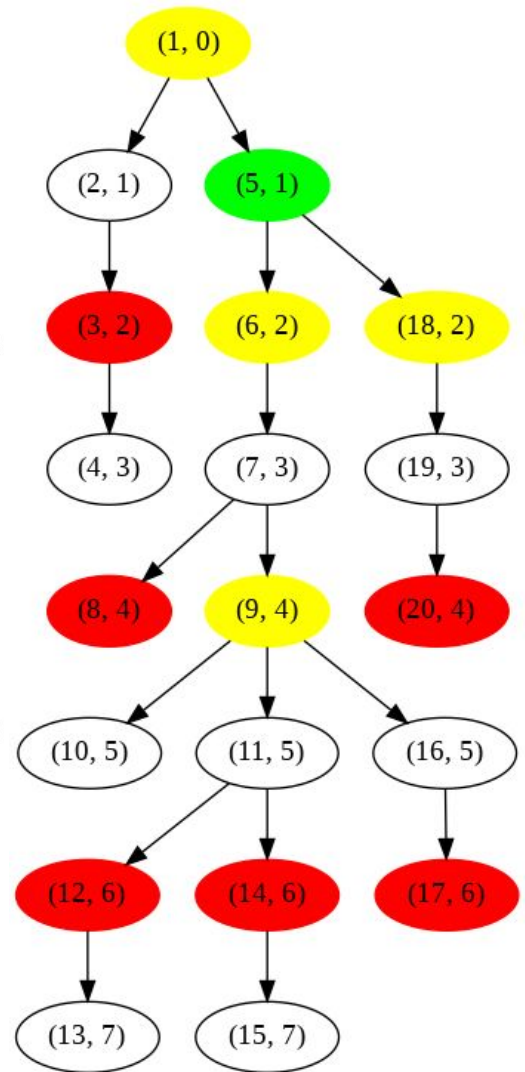 (1, 0)
(2, 1) (5, 1)
(3, 2) (6, 2) (18, 2)
(4, 3) (7, 3) (19, 3)
(8, 4) (9, 4) (20, 4)
(10, 5) (11, 5) (16, 5)
(12, 6) (14, 6) (17, 6)
(13, 7) (15, 7)